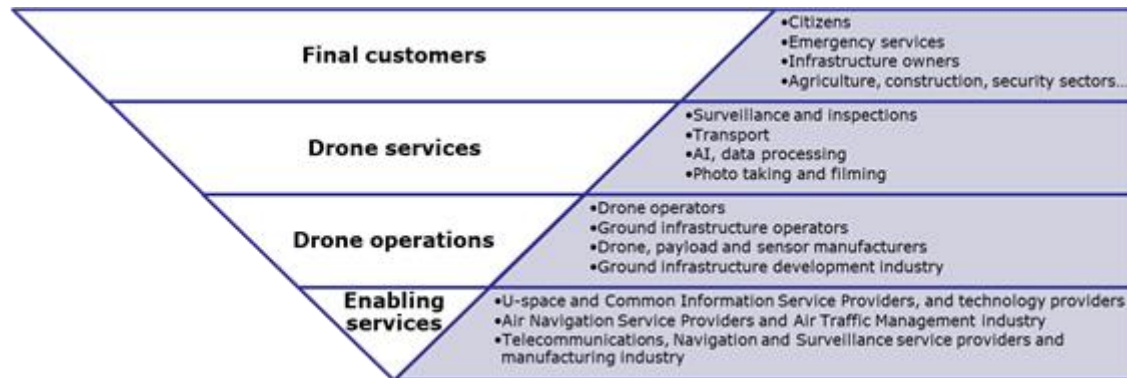 Final customers
•Citizens
•Emergency services
•Infrastructure owners
•Agriculture, construction, security sectors...
Drone services
•Surveillance and inspections
•Transport
•AI, data processing
•Photo taking and filming
Drone operations
•Drone operators
•Ground infrastructure operators
•Drone, payload and sensor manufacturers
•Ground infrastructure development industry
Enabling
services
•U-space and Common Information Service Providers, and technology providers
•Air Navigation Service Providers and Air Traffic Management industry
•Telecommunications, Navigation and Surveillance service providers and
manufacturing industry